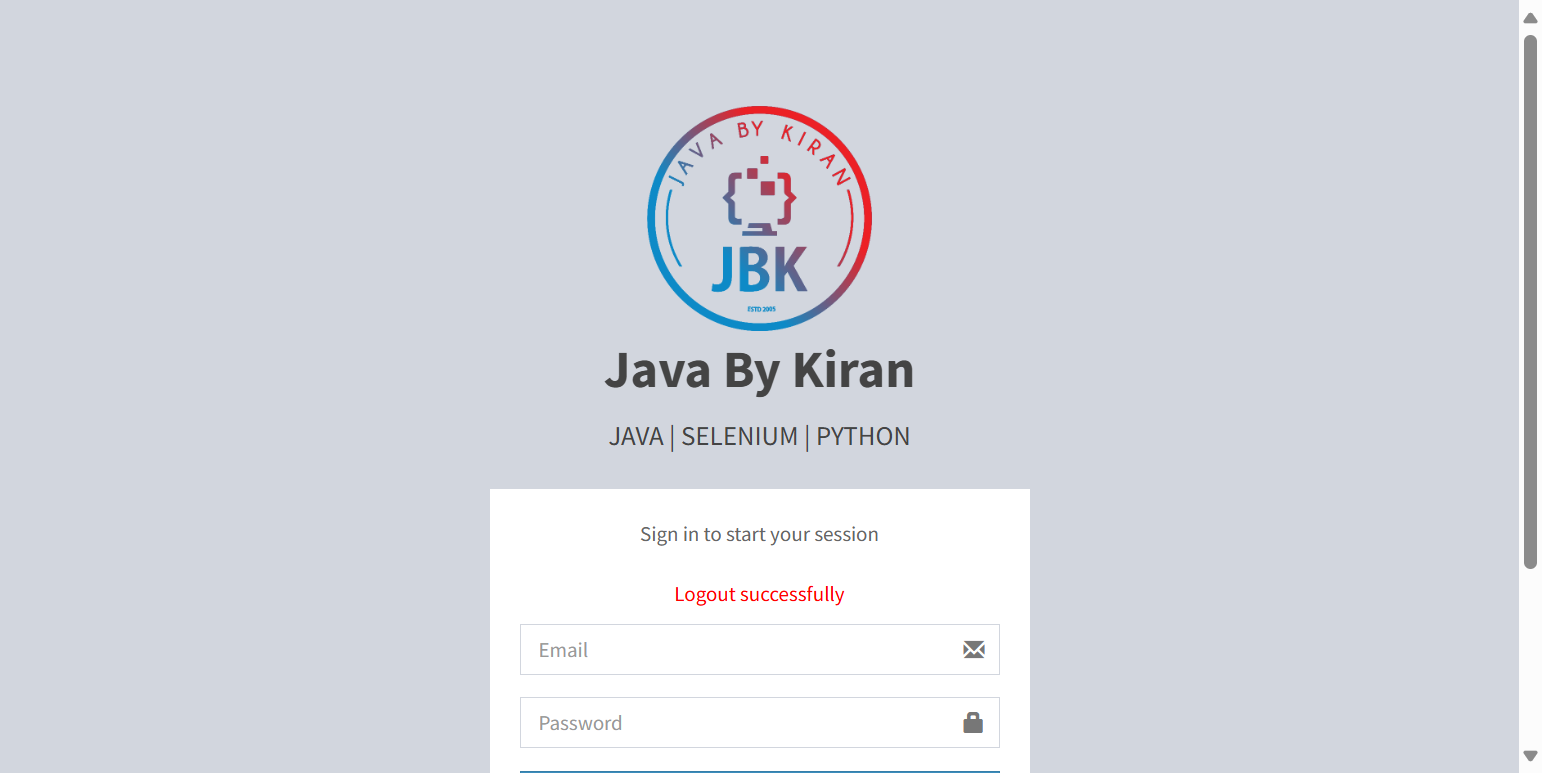 JAVA BY KIRAN
JBK
ESTD 2005
Java By Kiran
JAVA | SELENIUM | PYTHON
Sign in to start your session
Logout successfully
Email
Password